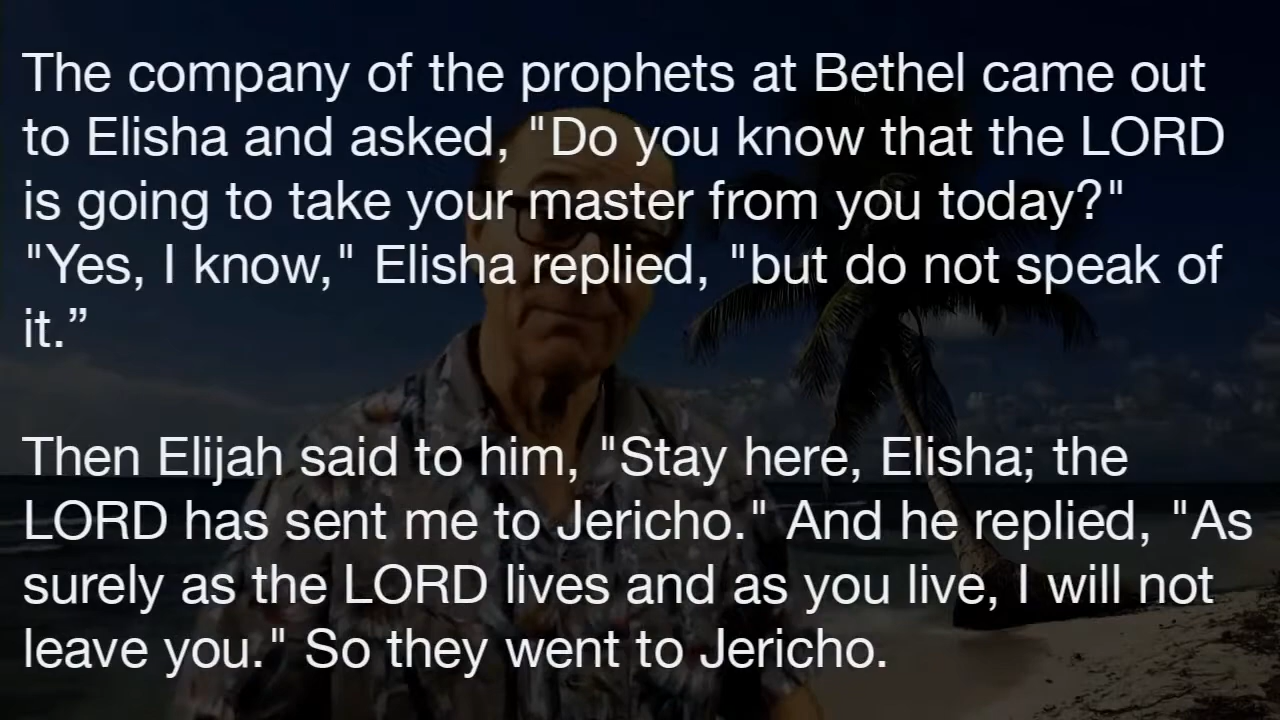 The company of the prophets at Bethel came out
to Elisha and asked, "Do you know that the LORD
is going to take your master from you today?"
"Yes, I know," Elisha replied, "but do not speak of
it.”
Then Elijah said to him, "Stay here, Elisha; the
LORD has sent me to Jericho." And he replied, "As
surely as the LORD lives and as you live, I will not
leave you." So they went to Jericho.